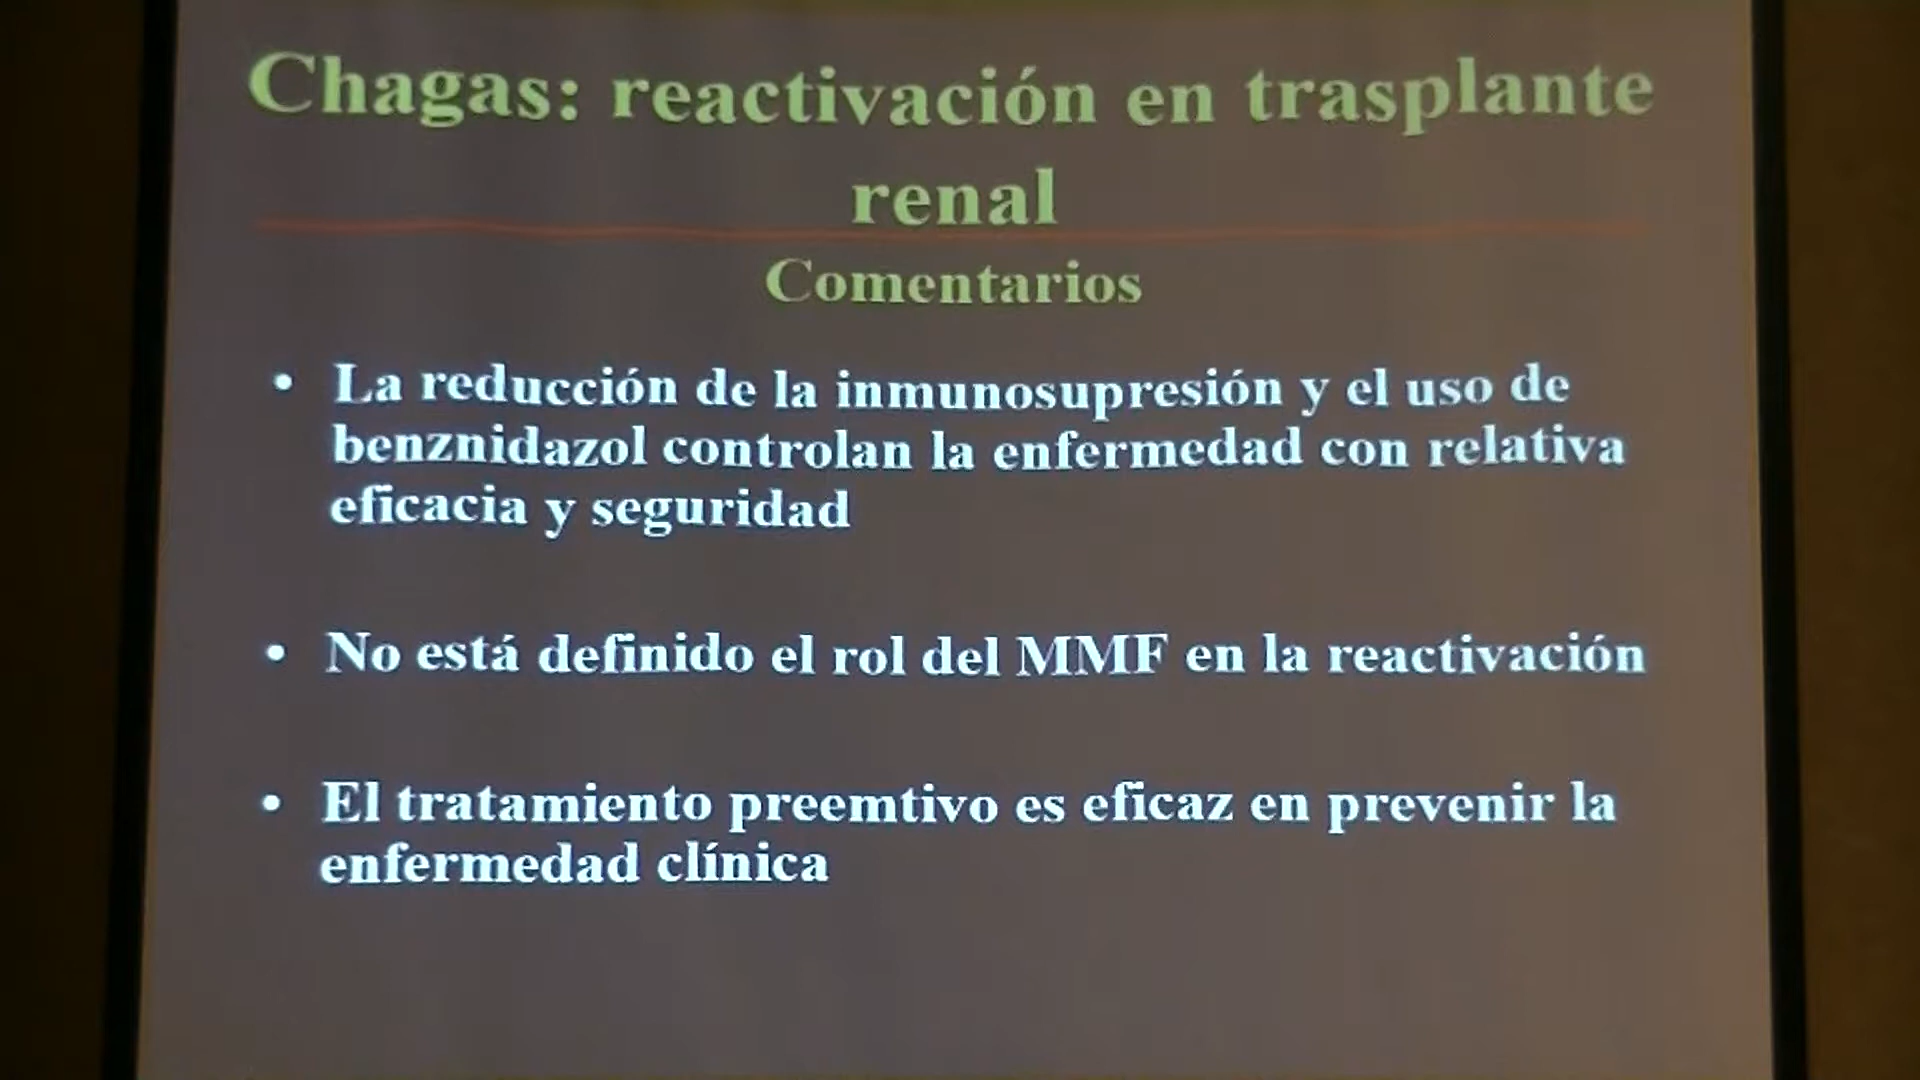 Chagas: reactivación en trasplante
renal
Comentarios
• La reducción de la inmunosupresión y el uso de
benznidazol controlan la enfermedad con relativa
eficacia y seguridad
• No está definido el rol del MMF en la reactivación
• El tratamiento preemtivo es eficaz en prevenir la
enfermedad clínica